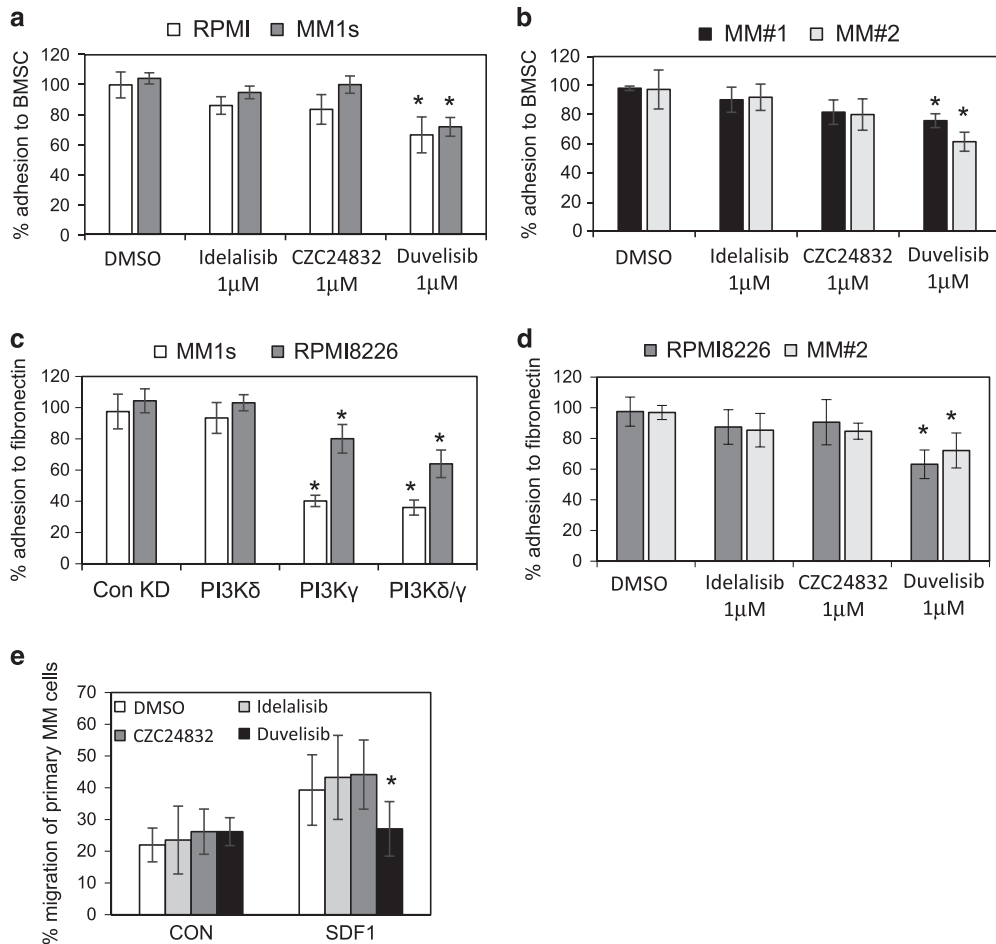 a
RPMI MM1s
% adhesion to BMSC
120
100
80
60
40
20
0
* *
DMSO Idelalisib CZC24832 Duvelisib
1μM 1μM 1μM
b
MM#1 MM#2
% adhesion to BMSC
120
100
80
60
40
20
0
* *
DMSO Idelalisib CZC24832 Duvelisib
1μM 1μM 1μM
c
MM1s RPMI8226
% adhesion to fibronectin
120
100
80
60
40
20
0
* * * *
Con KD PI3Kδ PI3Kγ PI3Kδ/γ
d
RPMI8226 MM#2
% adhesion to fibronectin
120
100
80
60
40
20
0
* *
DMSO Idelalisib CZC24832 Duvelisib
1μM 1μM 1μM
e
% migration of primary MM cells
70
60
50
40
30
20
10
0
DMSO Idelalisib
CZC24832 Duvelisib
*
CON SDF1